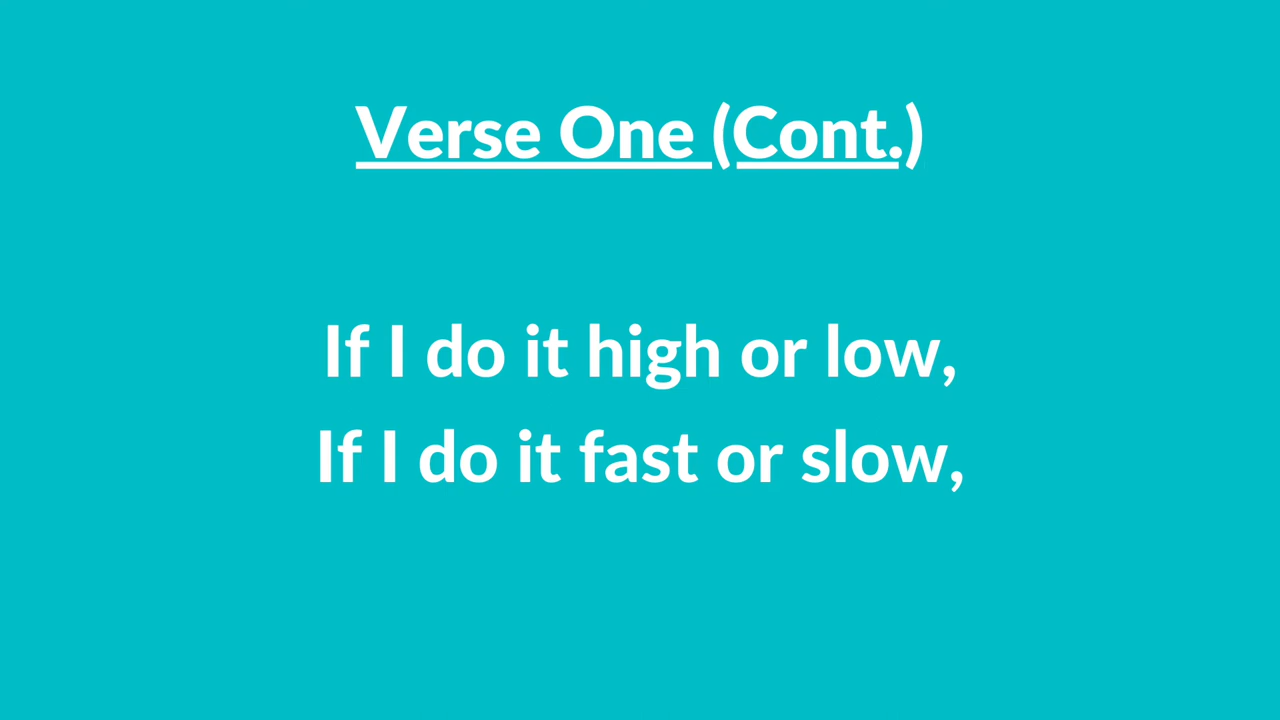 Verse One (Cont.)
If I do it high or low,
If I do it fast or slow,